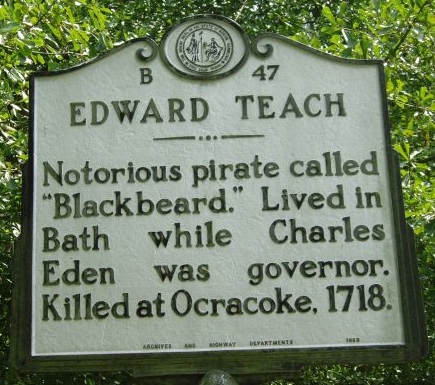 B 47
EDWARD TEACH
Notorious pirate called
"Blackbeard." Lived in
Bath while Charles
Eden was governor.
Killed at Ocracoke, 1718.
ARCHIVES AND HIGHWAY DEPARTMENTS